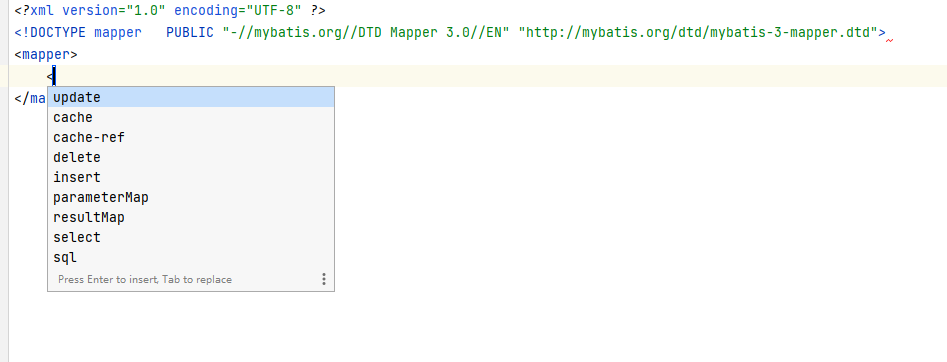 <?xml version="1.0" encoding="UTF-8" ?>
<!DOCTYPE mapper   PUBLIC "-//mybatis.org//DTD Mapper 3.0//EN" "http://mybatis.org/dtd/mybatis-3-mapper.dtd">
<mapper>
    <
</ma
update
cache
cache-ref
delete
insert
parameterMap
resultMap
select
sql
Press Enter to insert, Tab to replace